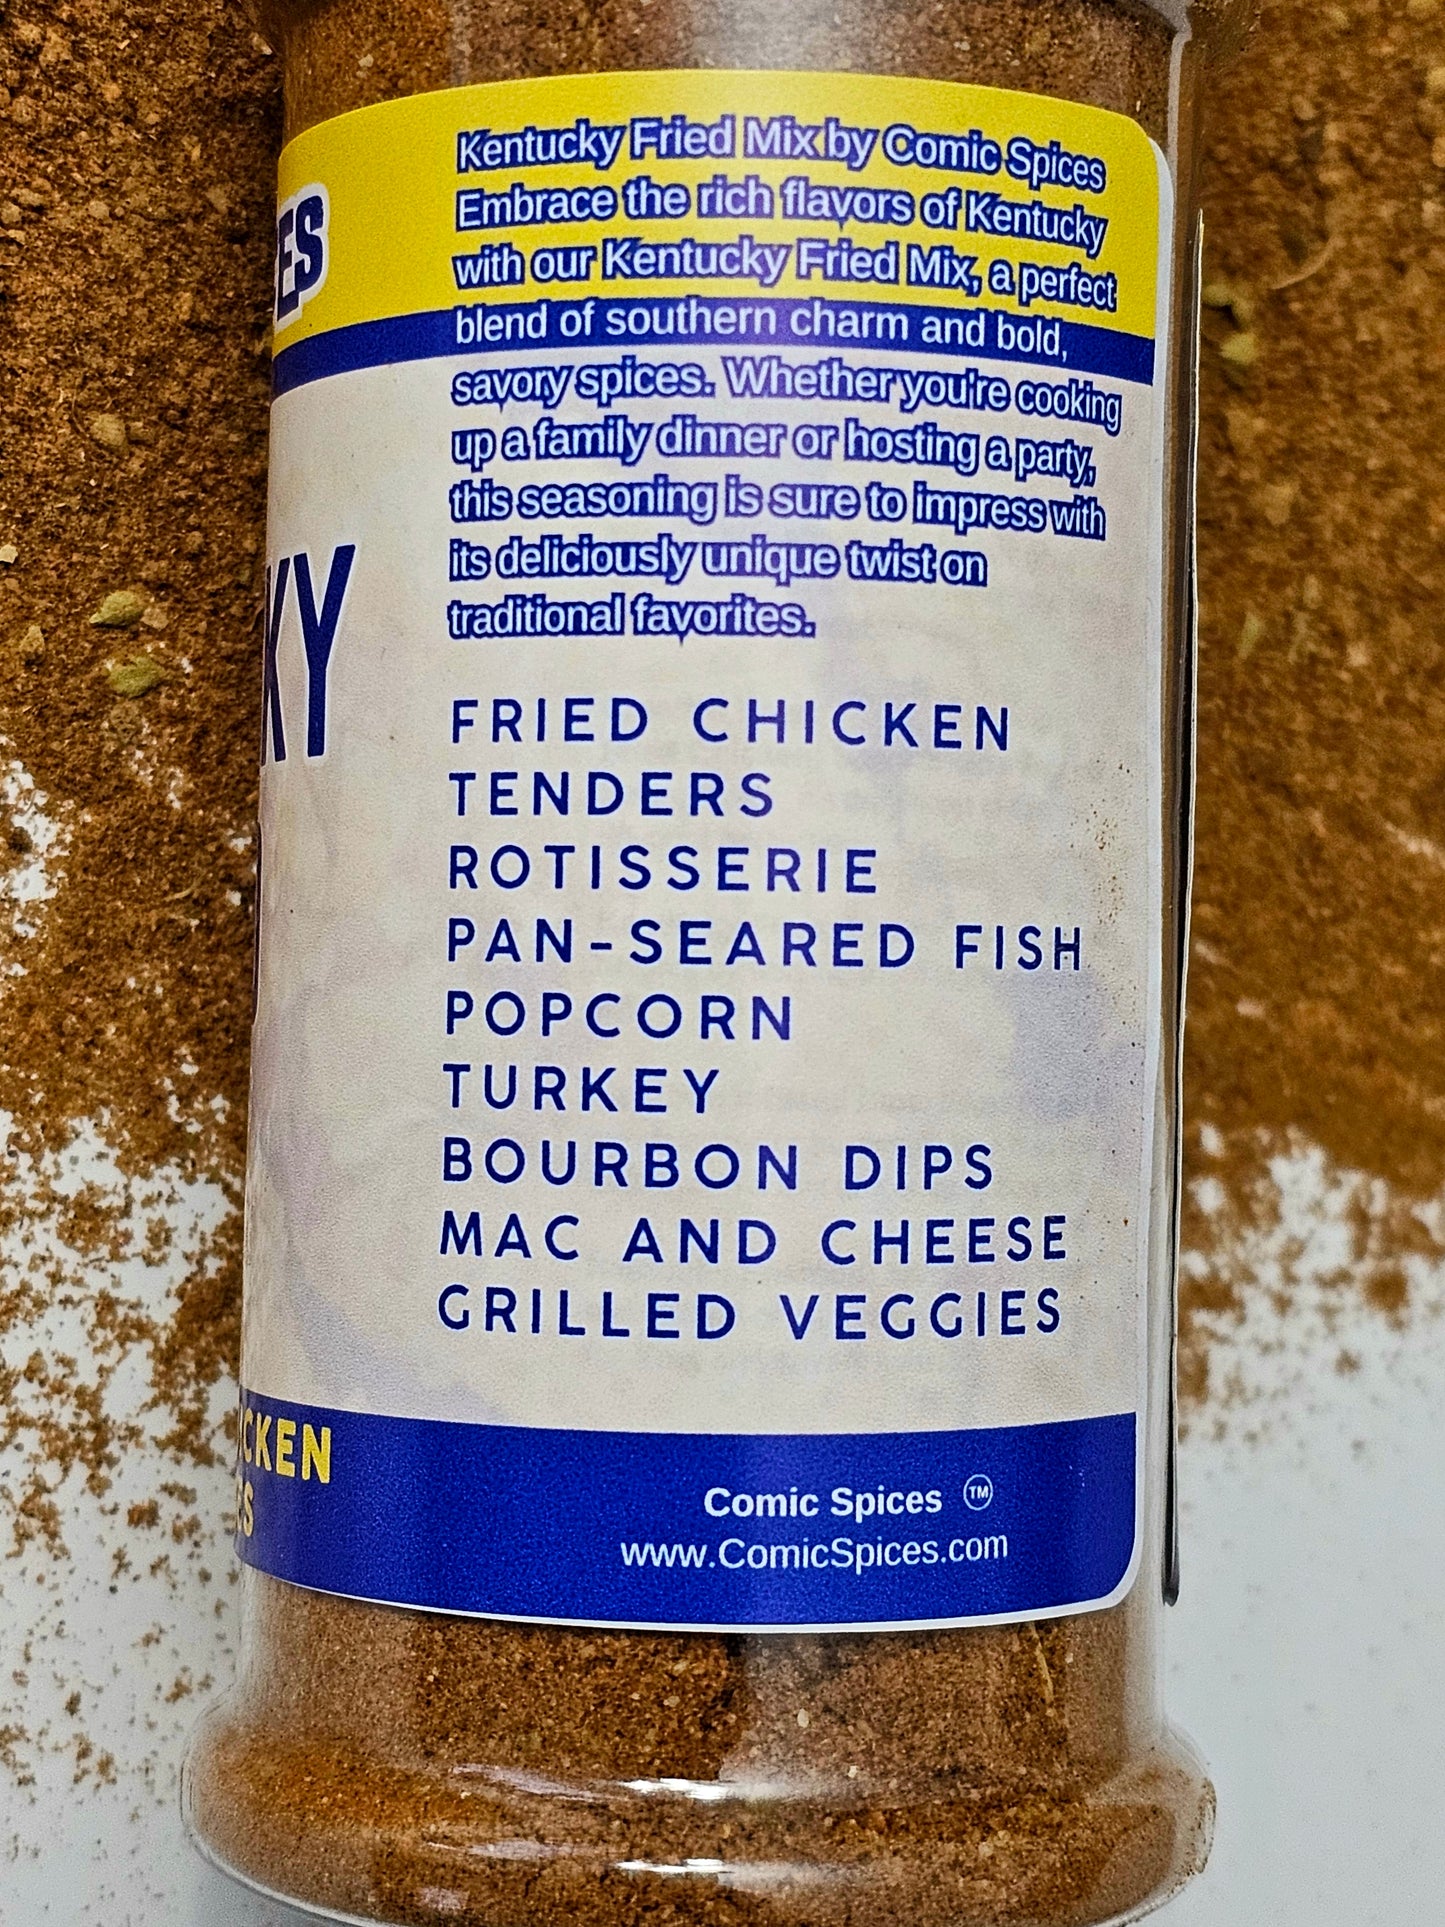 Kentucky Fried Mix by Comic Spices
Embrace the rich flavors of Kentucky
with our Kentucky Fried Mix, a perfect
blend of southern charm and bold,
savory spices. Whether you're cooking
up a family dinner or hosting a party,
this seasoning is sure to impress with
its deliciously unique twist on
traditional favorites.
FRIED CHICKEN
TENDERS
ROTISSERIE
PAN-SEARED FISH
POPCORN
TURKEY
BOURBON DIPS
MAC AND CHEESE
GRILLED VEGGIES
Comic Spices ™
www.ComicSpices.com